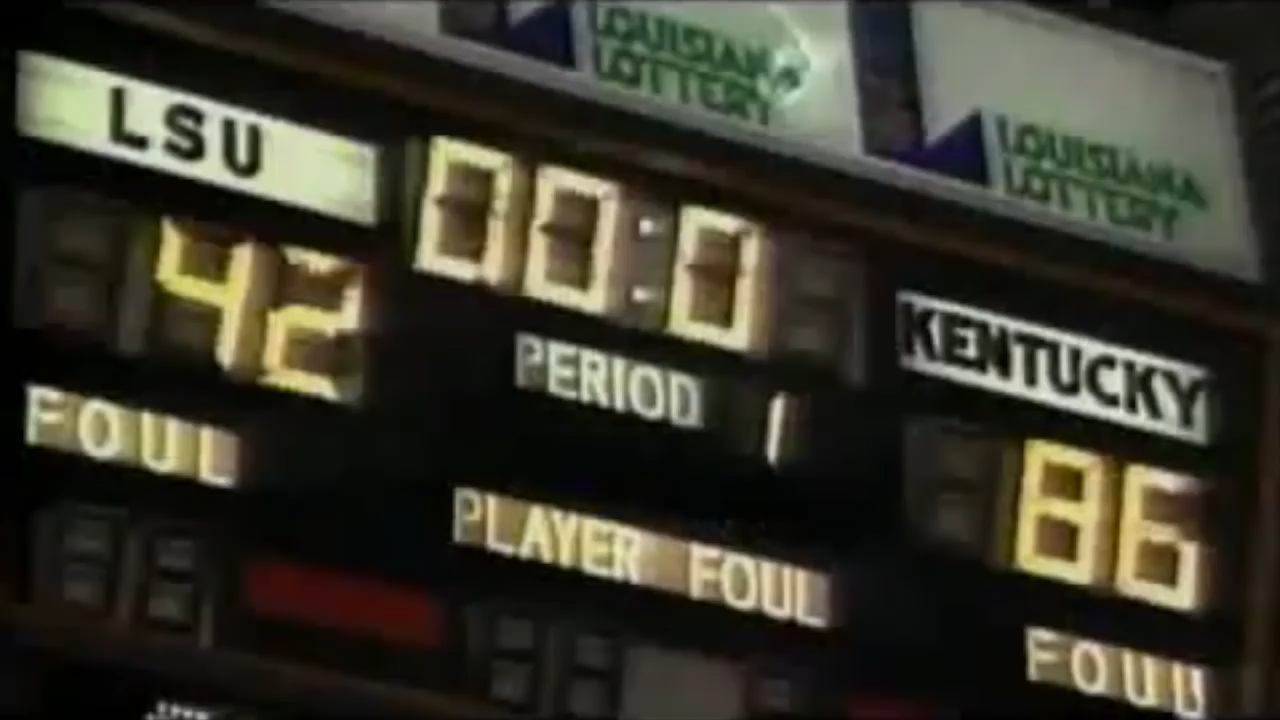 LOUISIANA
LOTTERY
LOUISIANA
LOTTERY
LSU
00:0
KENTUCKY
42
PERIOD 1
86
FOUL
PLAYER FOUL
FOUL